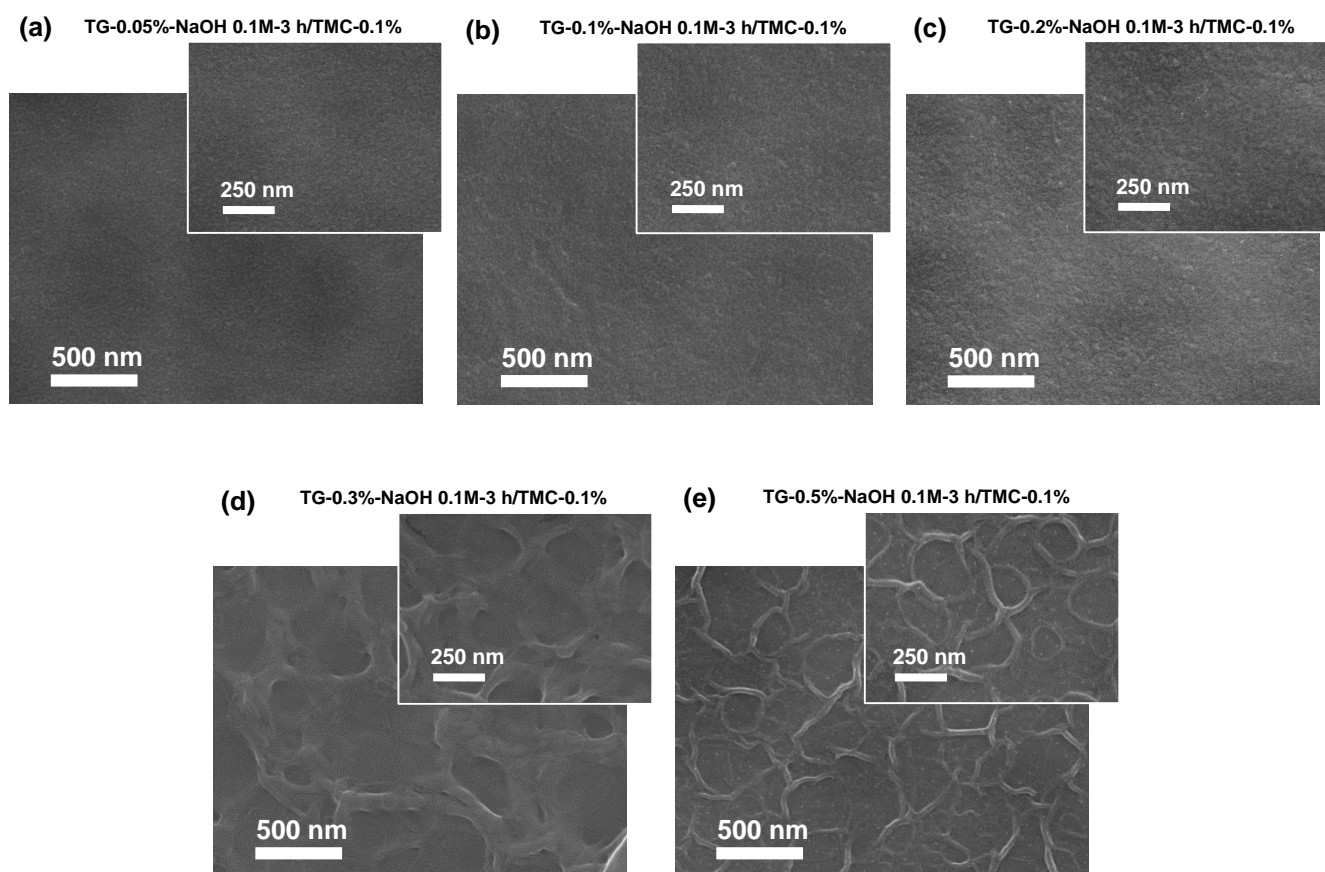 (a) TG-0.05%-NaOH 0.1M-3 h/TMC-0.1%
250 nm
500 nm
(b) TG-0.1%-NaOH 0.1M-3 h/TMC-0.1%
250 nm
500 nm
(c) TG-0.2%-NaOH 0.1M-3 h/TMC-0.1%
250 nm
500 nm
(d) TG-0.3%-NaOH 0.1M-3 h/TMC-0.1%
250 nm
500 nm
(e) TG-0.5%-NaOH 0.1M-3 h/TMC-0.1%
250 nm
500 nm